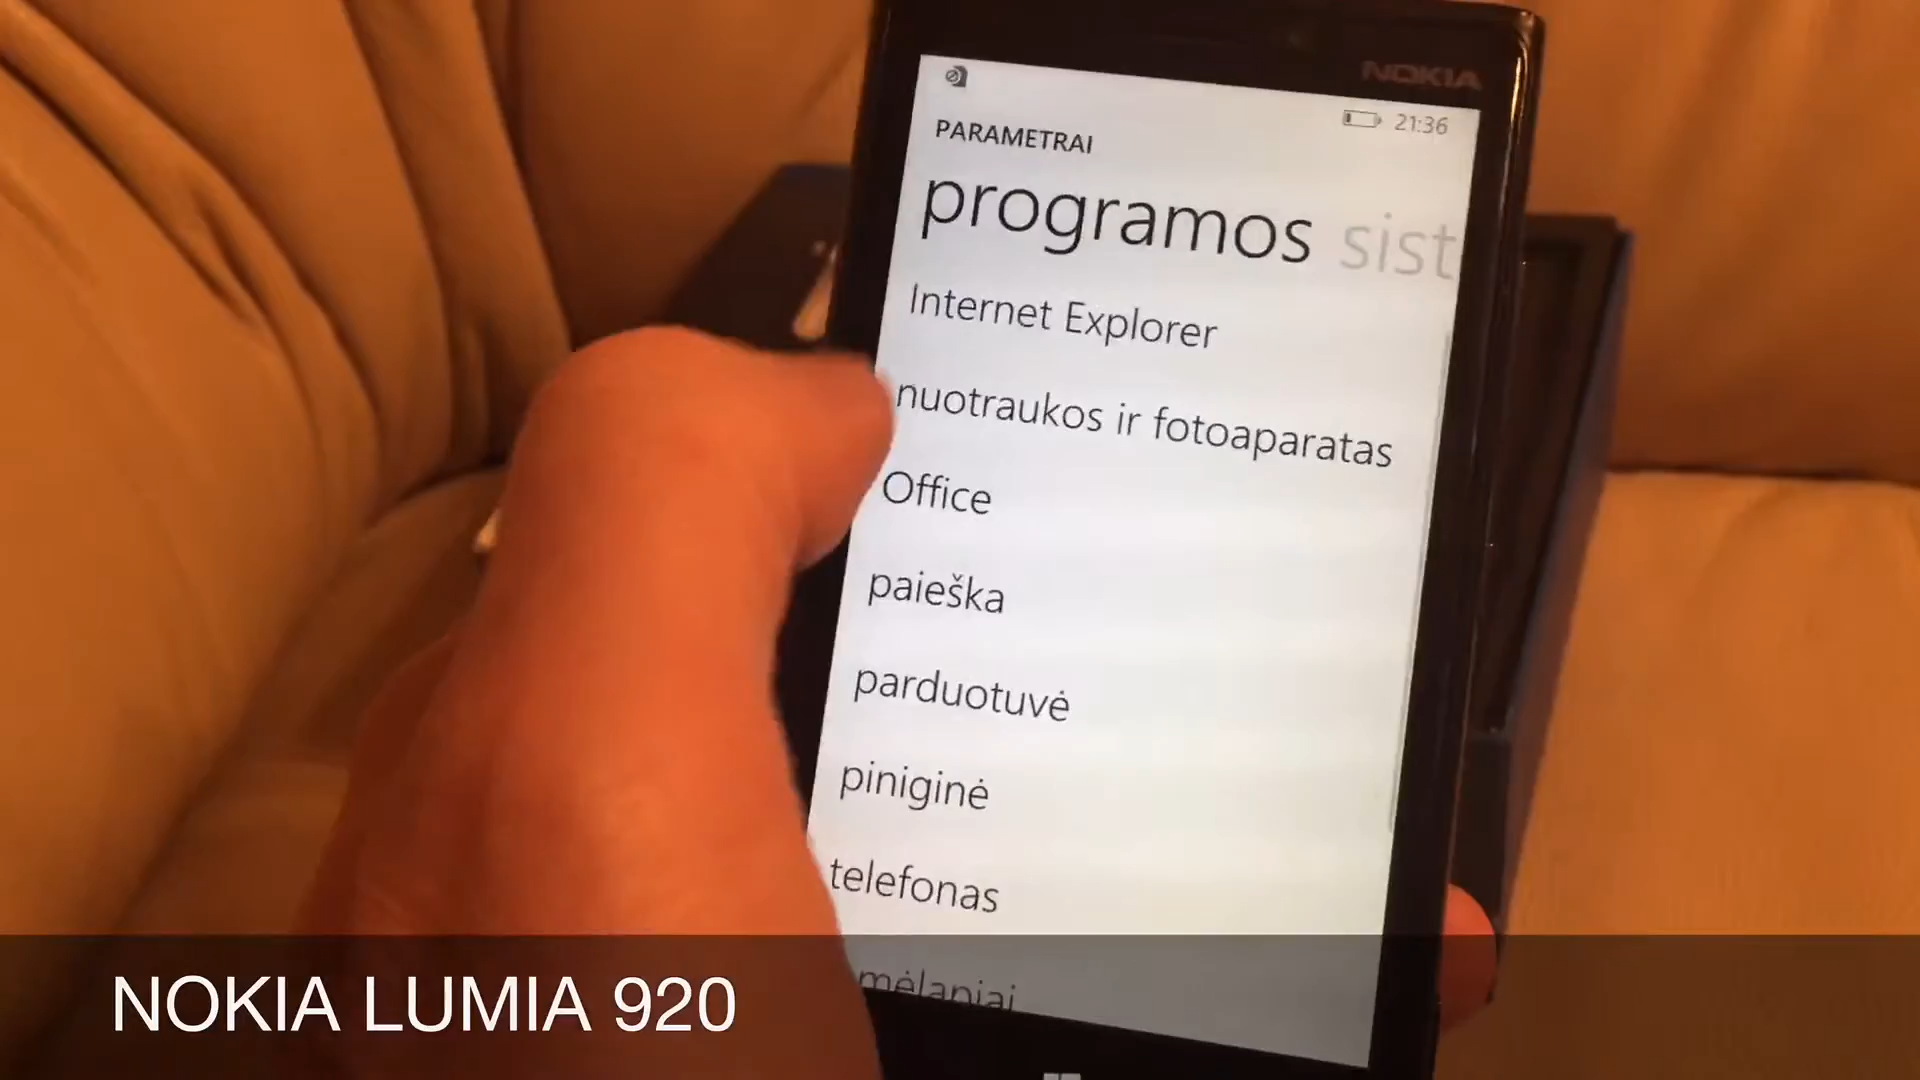 NOKIA
21:36
PARAMETRAI
programos sist
Internet Explorer
nuotraukos ir fotoaparatas
Office
paieška
parduotuvė
piniginė
telefonas
mėlapiai
NOKIA LUMIA 920